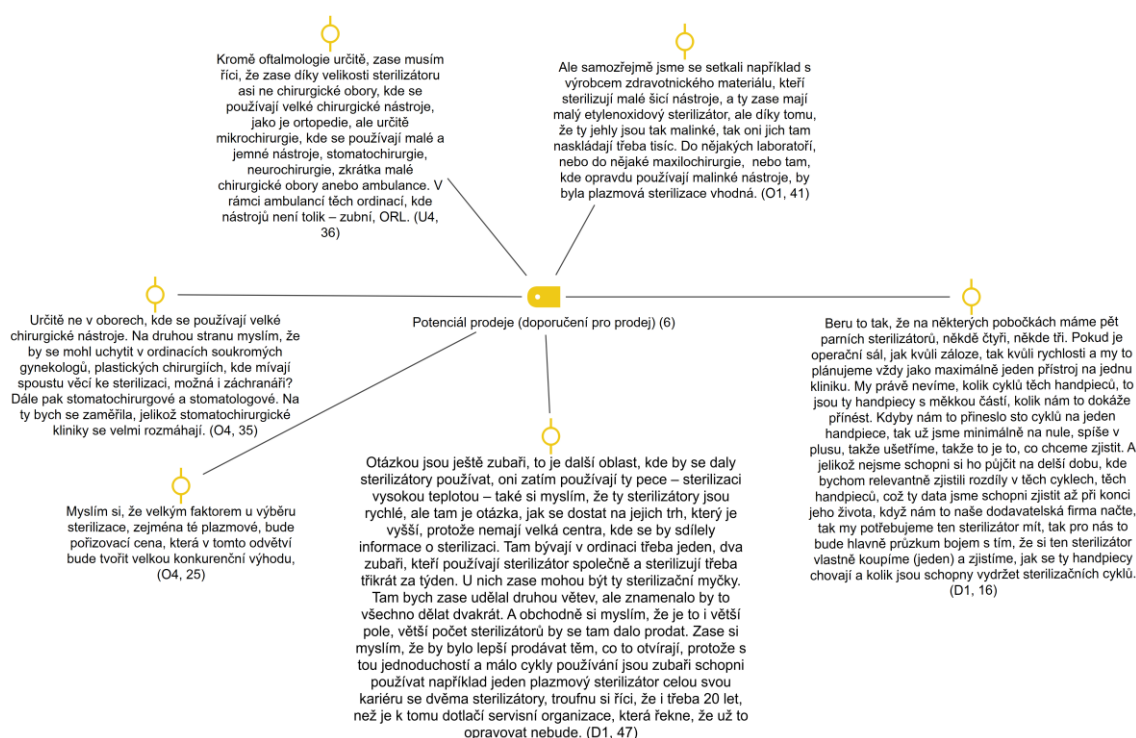 Kromě oftalmologie určitě, zase musím
říci, že zase díky velikosti sterilizátoru
asi ne chirurgické obory, kde se
používají velké chirurgické nástroje,
jako je ortopedie, ale určitě
mikrochirurgie, kde se používají malé a
jemné nástroje, stomatochirurgie,
neurochirurgie, zkrátka malé
chirurgické obory anebo ambulance. V
rámci ambulancí těch ordinací, kde
nástrojů není tolik – zubní, ORL. (U4,
36)
Ale samozřejmě jsme se setkali například s
výrobcem zdravotnického materiálu, kteří
sterilizují malé šicí nástroje, a ty zase mají
malý etylenoxidový sterilizátor, ale díky tomu,
že ty jehly jsou tak malinké, tak oni jich tam
naskládají třeba tisíc. Do nějakých laboratoří,
nebo do nějaké maxilochirurgie, nebo tam,
kde opravdu používají malinké nástroje, by
byla plazmová sterilizace vhodná. (O1, 41)
Potenciál prodeje (doporučení pro prodej) (6)
Určitě ne v oborech, kde se používají velké
chirurgické nástroje. Na druhou stranu myslím, že
by se mohl uchytit v ordinacích soukromých
gynekologů, plastických chirurgiích, kde mívají
spoustu věcí ke sterilizaci, možná i záchranáři?
Dále pak stomatochirurgové a stomatologové. Na
ty bych se zaměřila, jelikož stomatochirurgické
kliniky se velmi rozmáhají. (O4, 35)
Beru to tak, že na některých pobočkách máme pět
parních sterilizátorů, někdě čtyři, někde tři. Pokud je
operační sál, jak kvůli záloze, tak kvůli rychlosti a my to
plánujeme vždy jako maximálně jeden přístroj na jednu
kliniku. My právě nevíme, kolik cyklů těch handpieců, to
jsou ty handpiecy s měkkou částí, kolik nám to dokáže
přinést. Kdyby nám to přineslo sto cyklů na jeden
handpiece, tak už jsme minimálně na nule, spíše v
plusu, takže ušetříme, takže to je to, co chceme zjistit. A
jelikož nejsme schopni si ho půjčit na delší dobu, kde
bychom relevantně zjistili rozdíly v těch cyklech, těch
handpieců, což ty data jsme schopni zjistit až při konci
jeho života, když nám to naše dodavatelská firma načte,
tak my potřebujeme ten sterilizátor mít, tak pro nás to
bude hlavně průzkum bojem s tím, že si ten sterilizátor
vlastně koupíme (jeden) a zjistíme, jak se ty handpiecy
chovají a kolik jsou schopny vydržet sterilizačních cyklů.
(D1, 16)
Myslím si, že velkým faktorem u výběru
sterilizace, zejména té plazmové, bude
pořizovací cena, která v tomto odvětví
bude tvořit velkou konkurenční výhodu,
(O4, 25)
Otázkou jsou ještě zubaři, to je další oblast, kde by se daly
sterilizátory používat, oni zatím používají ty pece – sterilizaci
vysokou teplotou – také si myslím, že ty sterilizátory jsou
rychlé, ale tam je otázka, jak se dostat na jejich trh, který je
vyšší, protože nemají velká centra, kde se by sdílely
informace o sterilizaci. Tam bývají v ordinaci třeba jeden, dva
zubaři, kteří používají sterilizátor společně a sterilizují třeba
třikrát za týden. U nich zase mohou být ty sterilizační myčky.
Tam bych zase udělal druhou větev, ale znamenalo by to
všechno dělat dvakrát. A obchodně si myslím, že je to i větší
pole, větší počet sterilizátorů by se tam dalo prodat. Zase si
myslím, že by bylo lepší prodávat těm, co to otvírají, protože s
tou jednoduchostí a málo cykly používání jsou zubaři schopni
používat například jeden plazmový sterilizátor celou svou
kariéru se dvěma sterilizátory, troufnu si říci, že i třeba 20 let,
než je k tomu dotlačí servisní organizace, která řekne, že už to
opravovat nebude. (D1, 47)